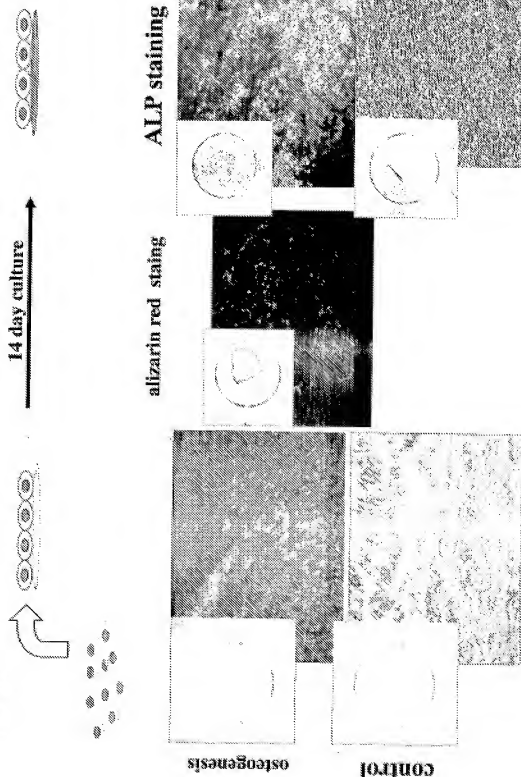 14 day culture
alizarin red staing
ALP staining
osteogenesis
control